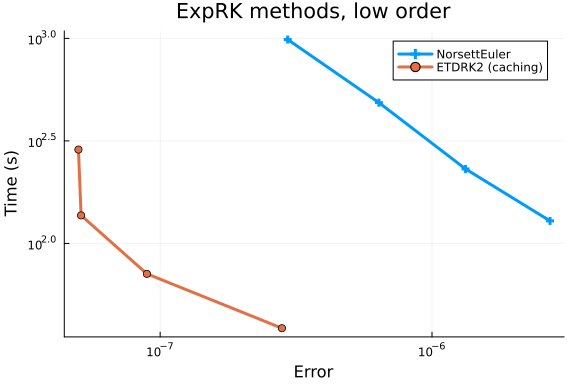 ExpRK methods, low order
NorsettEuler
ETDRK2 (caching)
10^3.0
10^2.5
10^2.0
Time (s)
10^-7
10^-6
Error